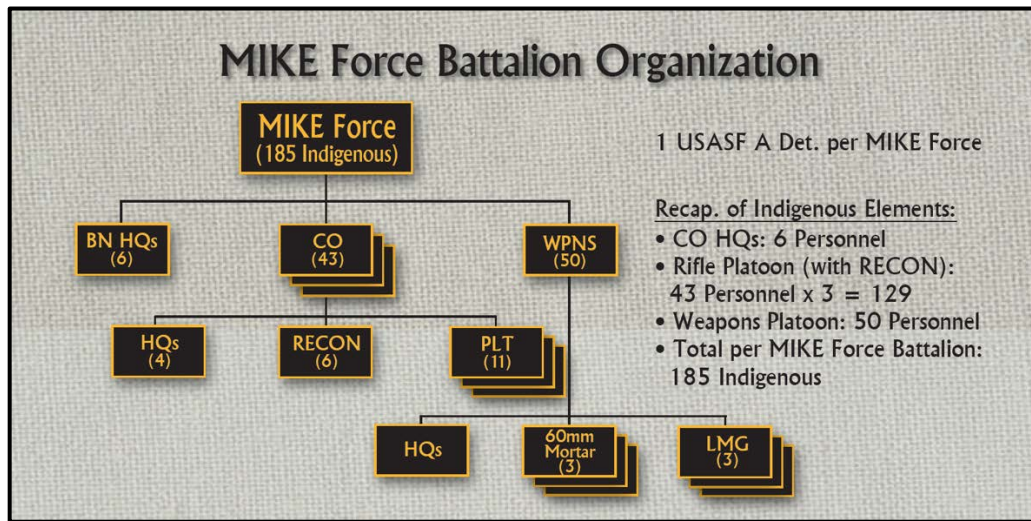 MIKE Force Battalion Organization
MIKE Force
(185 Indigenous)
1 USASF A Det. per MIKE Force
Recap. of Indigenous Elements:
• CO HQs: 6 Personnel
• Rifle Platoon (with RECON):
43 Personnel x 3 = 129
• Weapons Platoon: 50 Personnel
• Total per MIKE Force Battalion:
185 Indigenous
BN HQs
(6)
CO
(43)
WPNS
(50)
HQs
(4)
RECON
(6)
PLT
(11)
HQs
60mm
Mortar
(3)
LMG
(3)